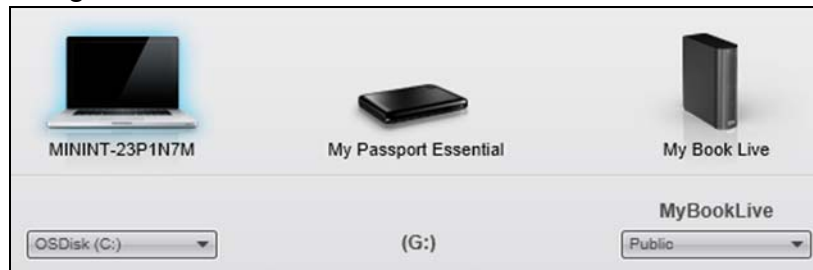 MININT-23P1N7M
My Passport Essential
My Book Live
MyBookLive
OSDisk (C:)
(G:)
Public